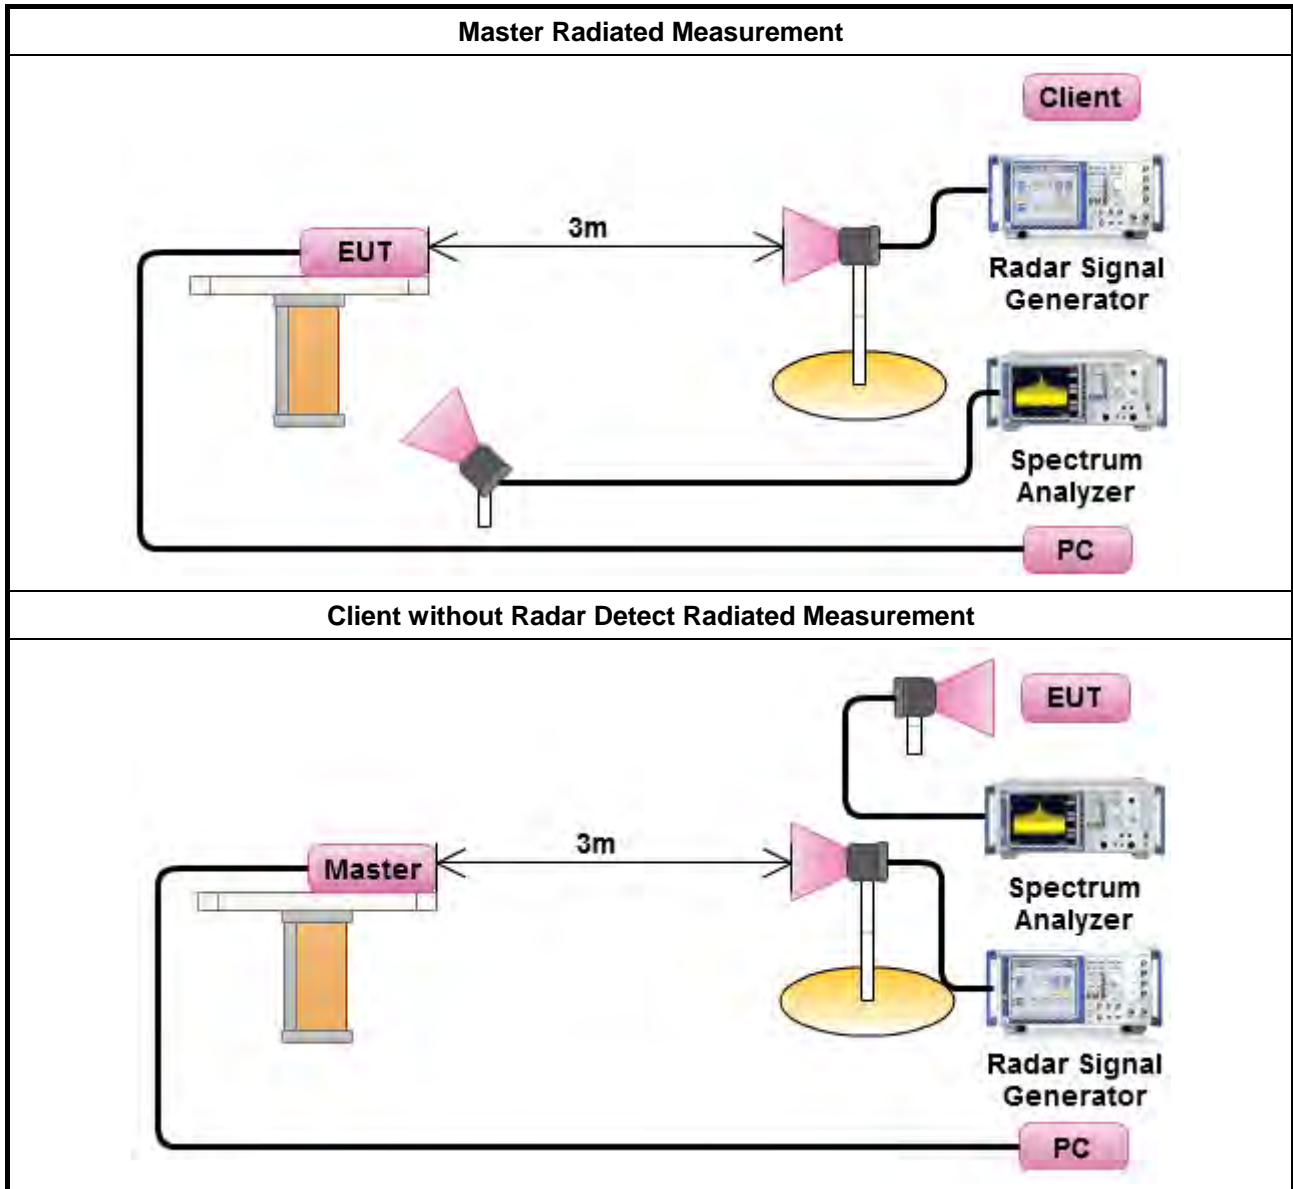 Master Radiated Measurement
Client
3m
EUT
Radar Signal
Generator
Spectrum
Analyzer
PC
Client without Radar Detect Radiated Measurement
EUT
3m
Master
Spectrum
Analyzer
Radar Signal
Generator
PC